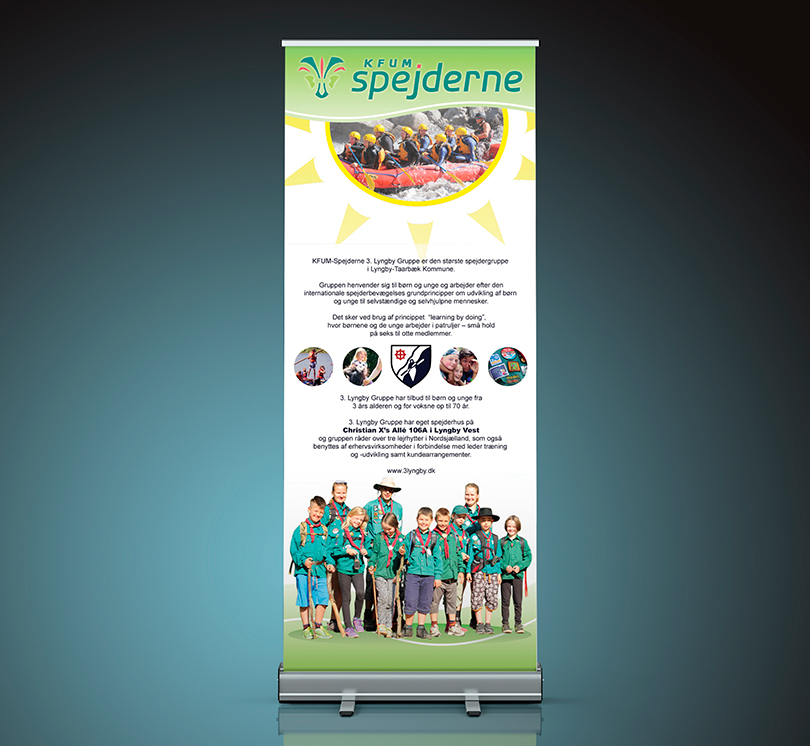 KFUM
spejderne
KFUM-Spejderne 3. Lyngby Gruppe er den største spejdergruppe
i Lyngby-Taarbæk Kommune.
Gruppen henvender sig til børn og unge og arbejder efter den
internationale spejderbevægelses grundprincipper om udvikling af børn
og unge til selvstændige og selvhjulpne mennesker.
Det sker ved brug af princippet "learning by doing",
hvor børnene og de unge arbejder i patruljer – små hold
på seks til otte medlemmer.
3. Lyngby Gruppe har tilbud til børn og unge fra
3 års alderen og for voksne op til 70 år.
3. Lyngby Gruppe har eget spejderhus på
Christian X's Allé 106A i Lyngby Vest
og gruppen råder over tre lejrhytter i Nordsjælland, som også
benyttes af erhervsvirksomheder i forbindelse med leder træning
og -udvikling samt kundearrangementer.
www.3lyngby.dk